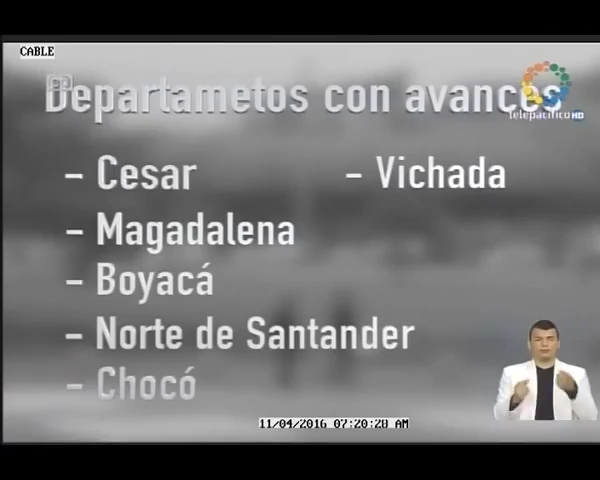 CABLE
Departametos con avances
telepacífico HD
- Cesar
- Vichada
- Magadalena
- Boyacá
- Norte de Santander
- Chocó
11/04/2016 07:20:28 AM